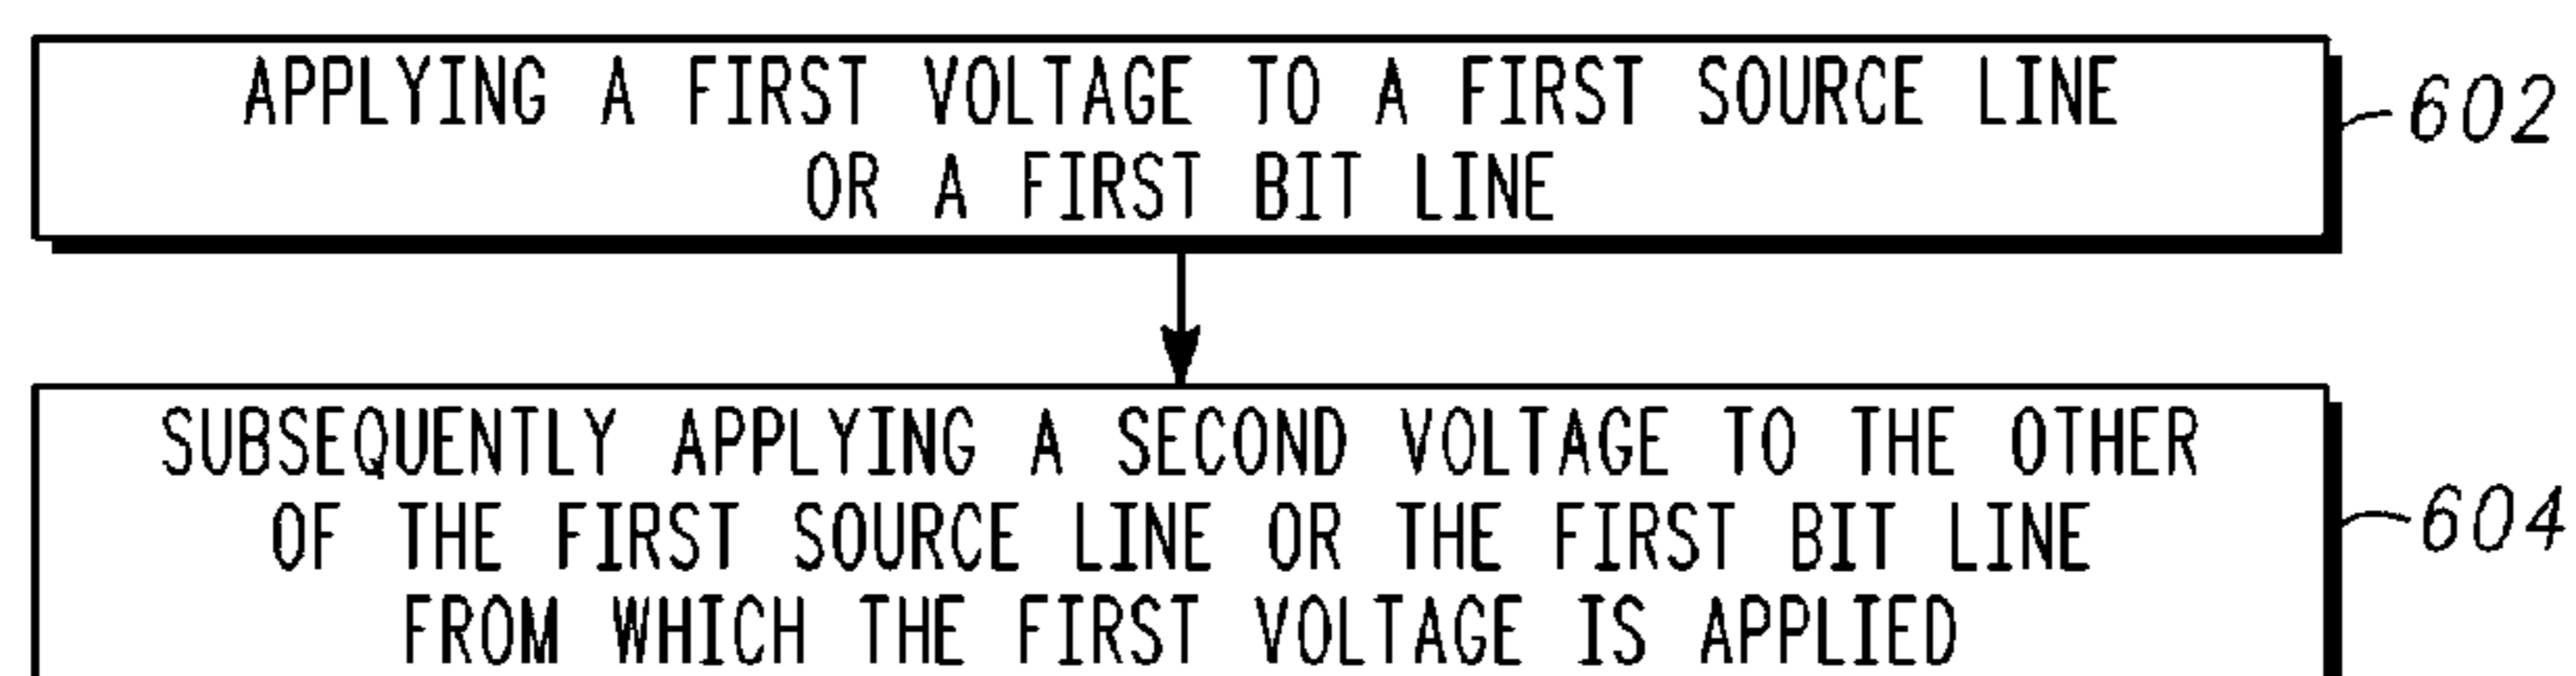 APPLYING A FIRST VOLTAGE TO A FIRST SOURCE LINE
OR A FIRST BIT LINE
602
SUBSEQUENTLY APPLYING A SECOND VOLTAGE TO THE OTHER
OF THE FIRST SOURCE LINE OR THE FIRST BIT LINE
FROM WHICH THE FIRST VOLTAGE IS APPLIED
604